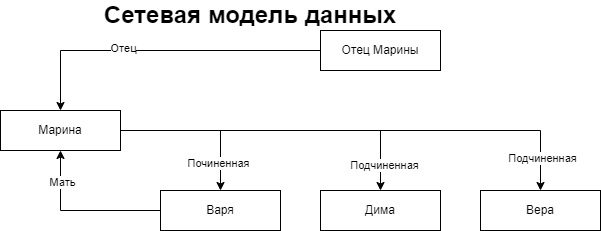 Сетевая модель данных
Отец
Отец Марины
Марина
Починенная
Подчиненная
Подчиненная
Мать
Варя
Дима
Вера